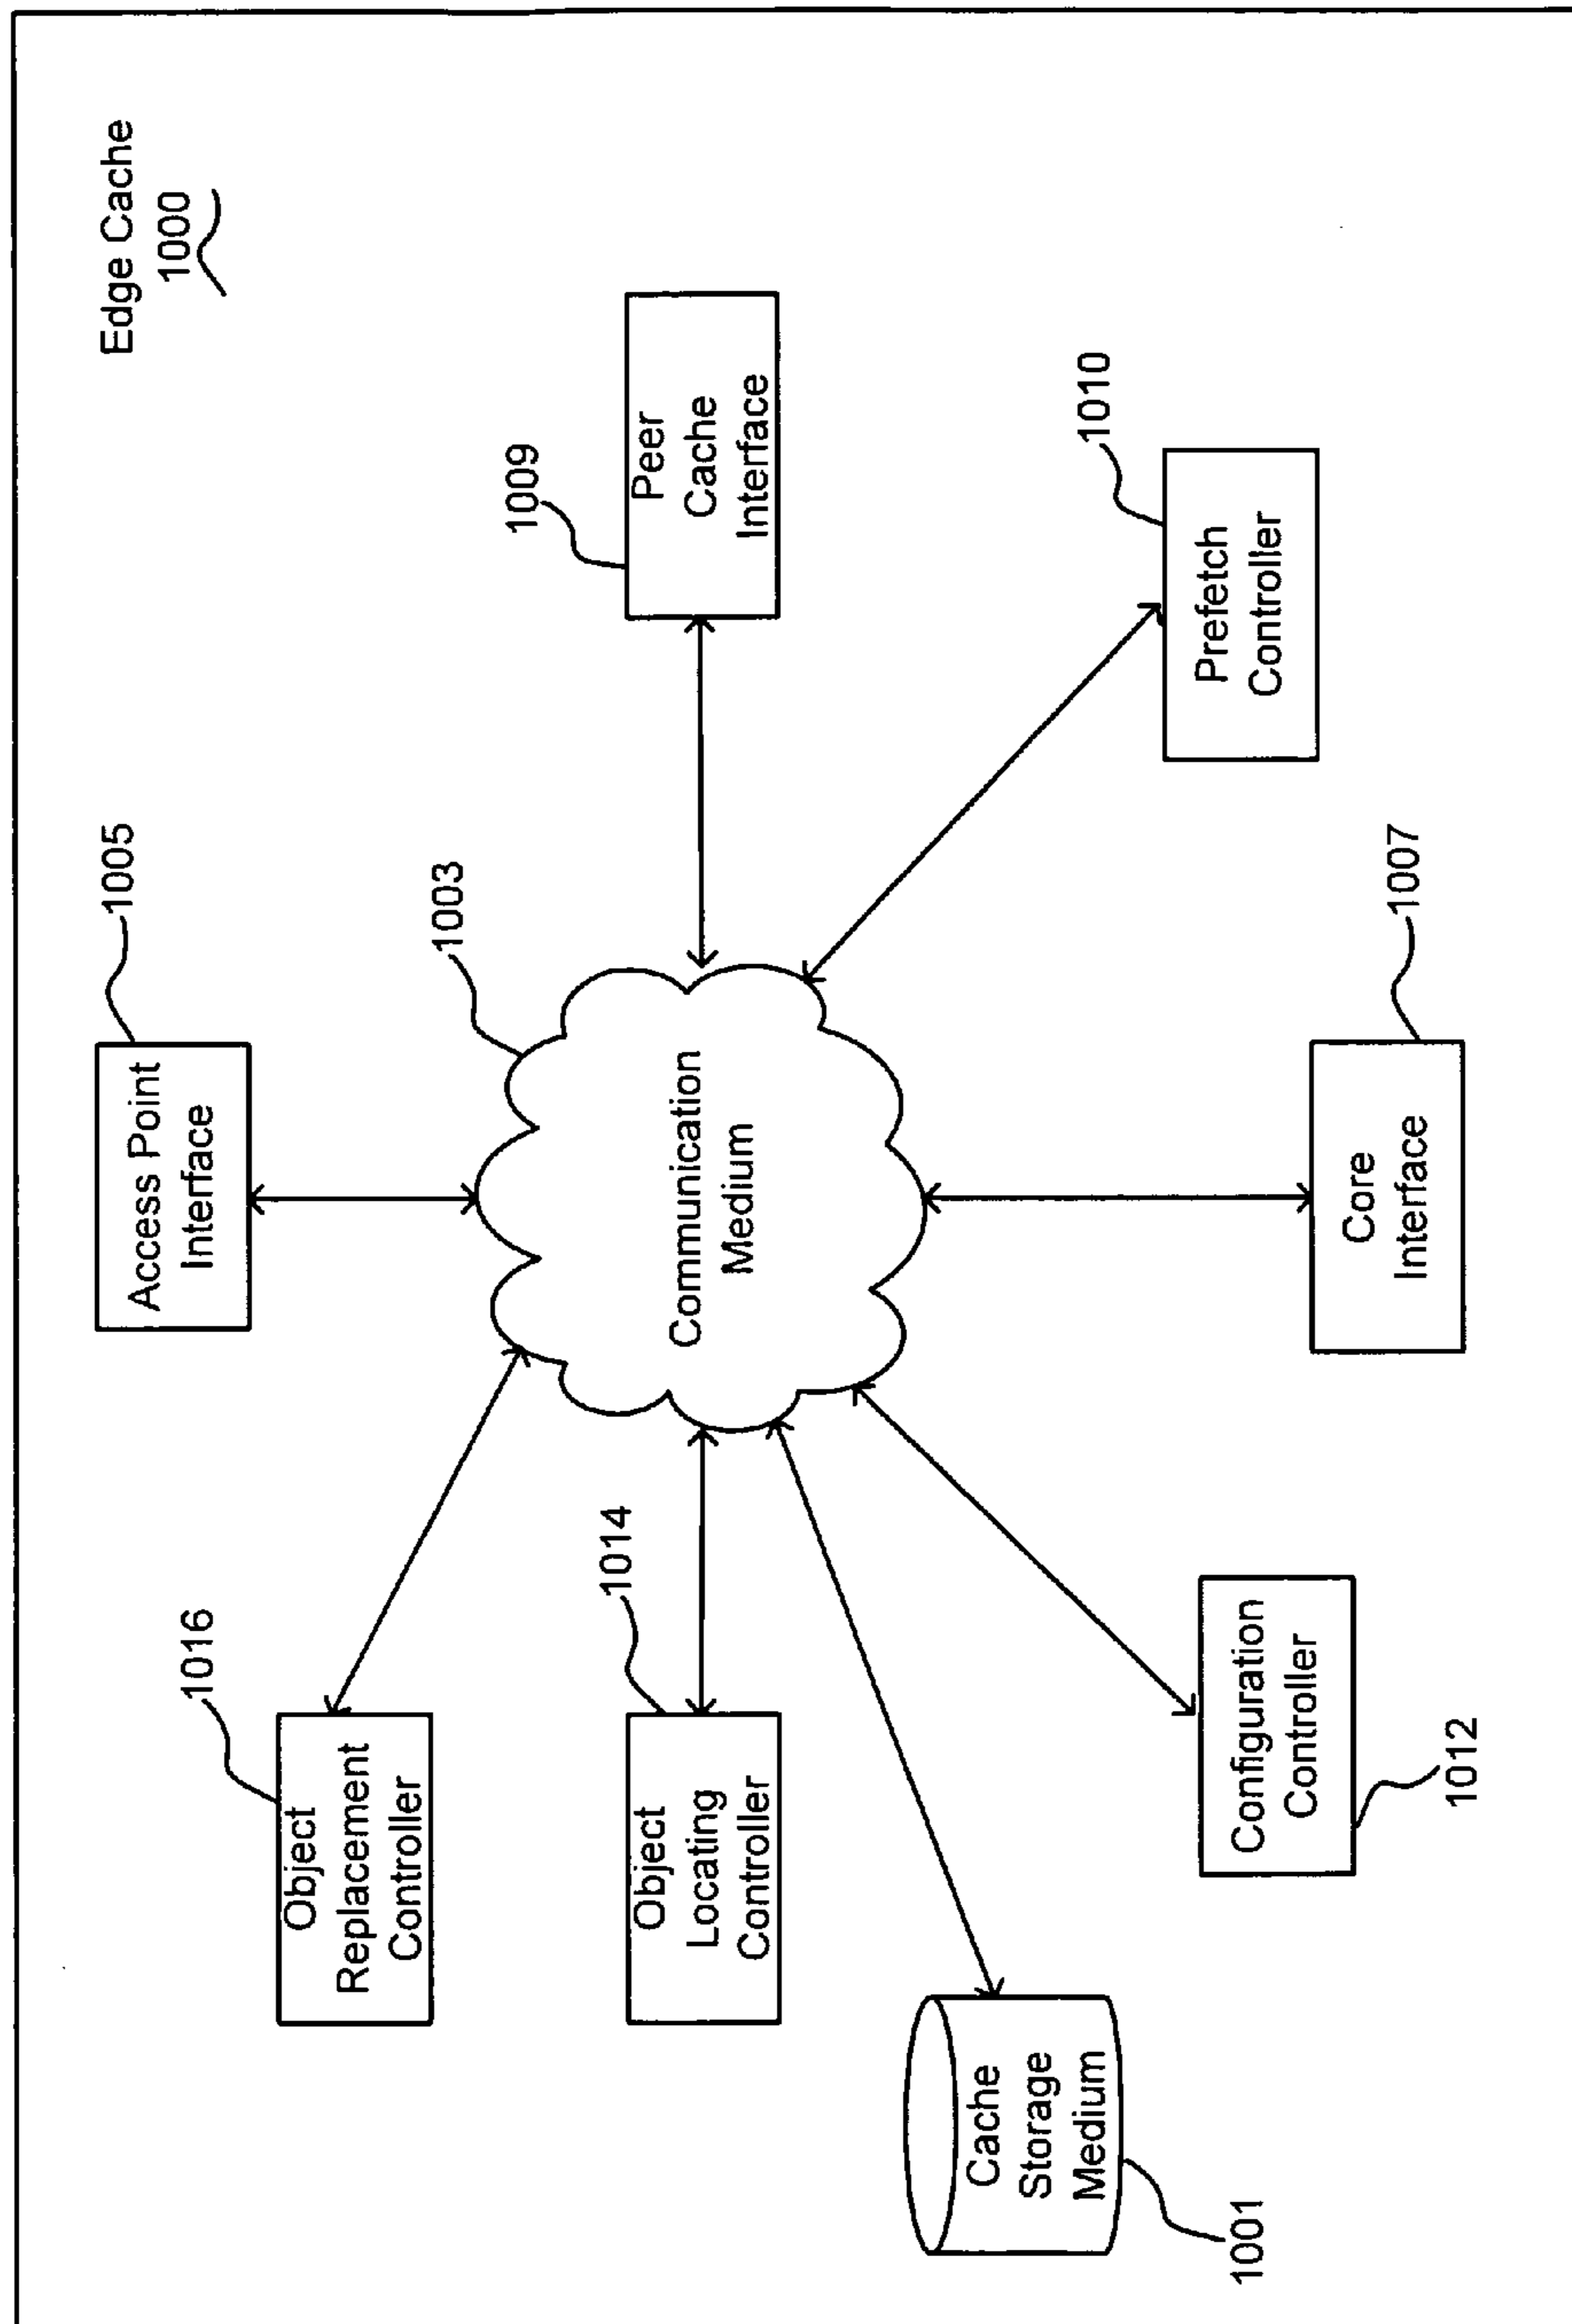 Edge Cache
1000
1005
Access Point
Interface
1016
Object
Replacement
Controller
1003
1009
Peer
Cache
Interface
1014
Object
Locating
Controller
Communication
Medium
Cache
Storage
Medium
1001
Configuration
Controller
1012
Core
Interface
1007
Prefetch
Controller
1010